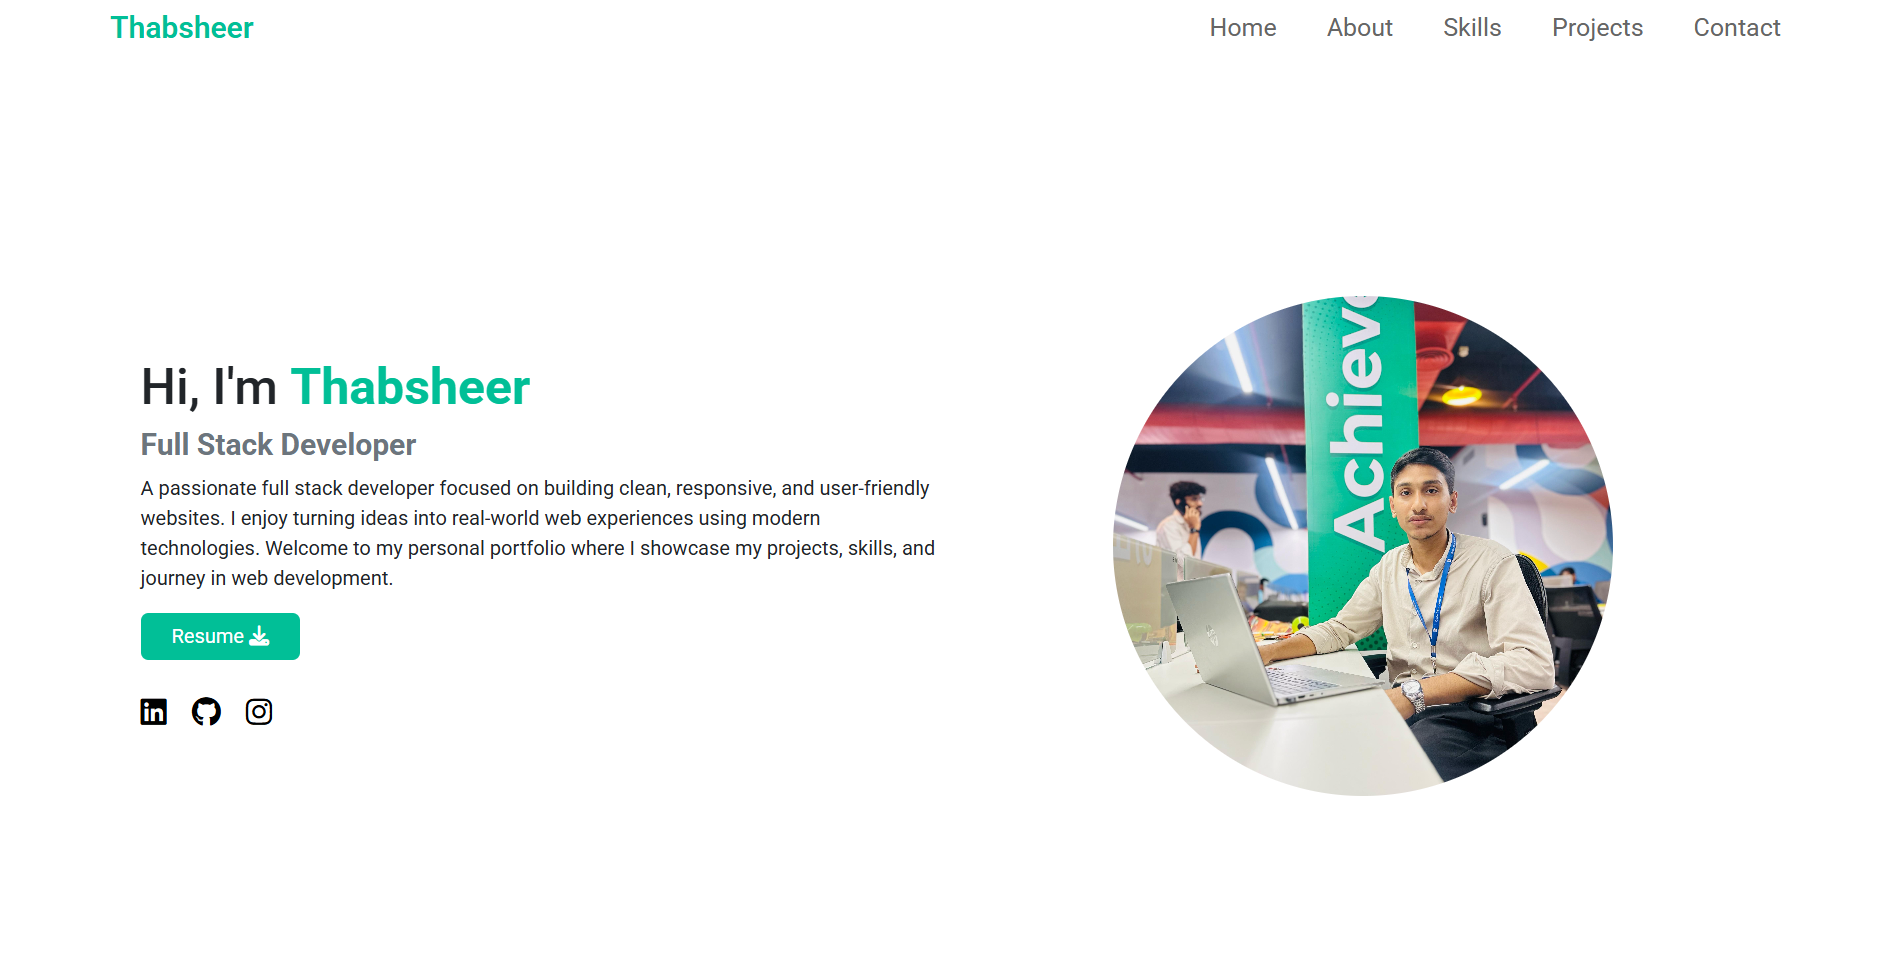 Thabsheer
Home About Skills Projects Contact
Hi, I'm Thabsheer
Full Stack Developer
A passionate full stack developer focused on building clean, responsive, and user-friendly
websites. I enjoy turning ideas into real-world web experiences using modern
technologies. Welcome to my personal portfolio where I showcase my projects, skills, and
journey in web development.
Resume
in
Achieve
hp